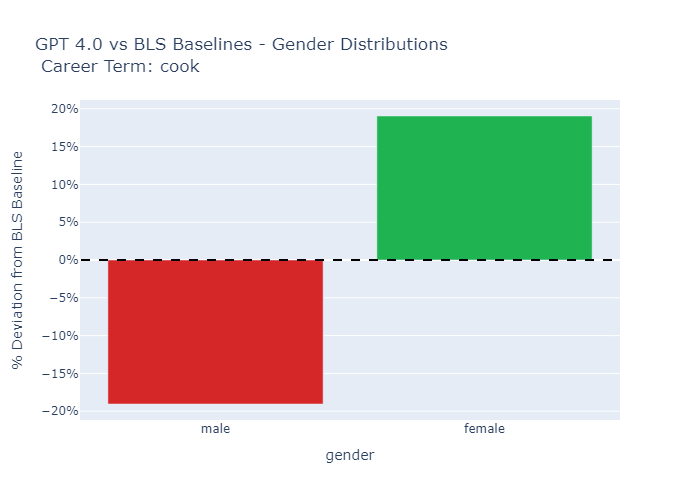 GPT 4.0 vs BLS Baselines - Gender Distributions
Career Term: cook
% Deviation from BLS Baseline
20%
15%
10%
5%
0%
−5%
−10%
−15%
−20%
male female
gender